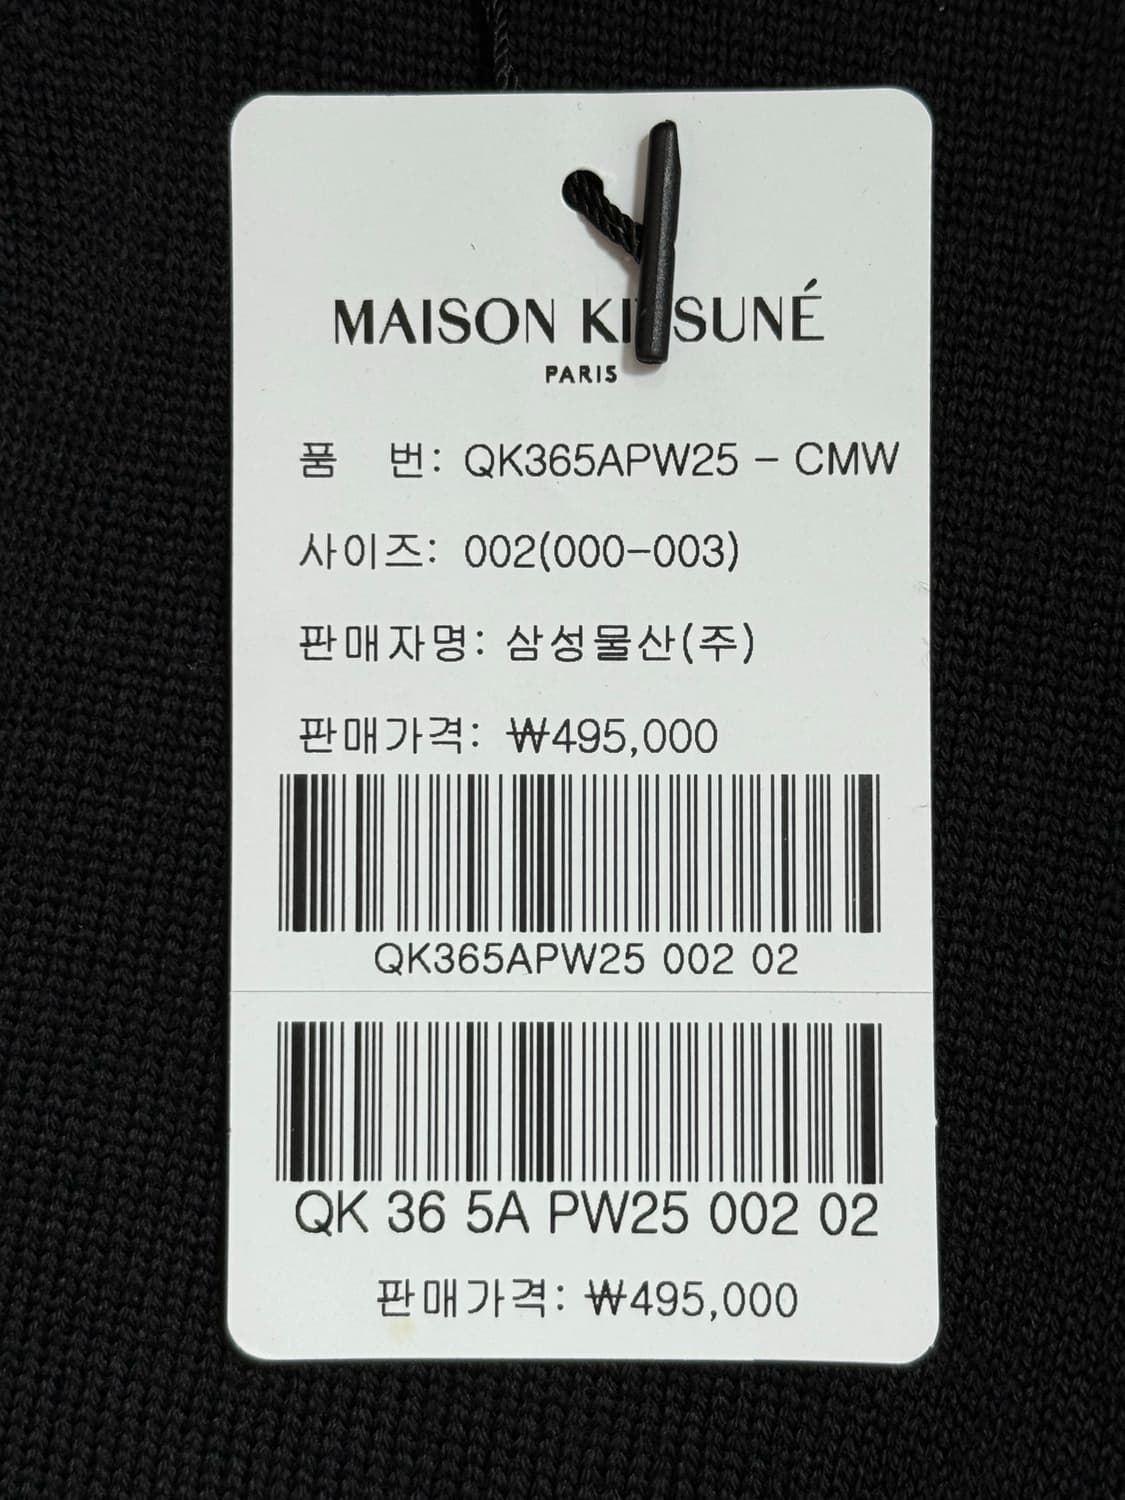 MAISON KITSUNÉ
PARIS
품 번: QK365APW25 - CMW
사이즈: 002(000-003)
판매자명: 삼성물산(주)
판매가격: ₩495,000
QK365APW25 002 02
QK 36 5A PW25 002 02
판매가격: ₩495,000